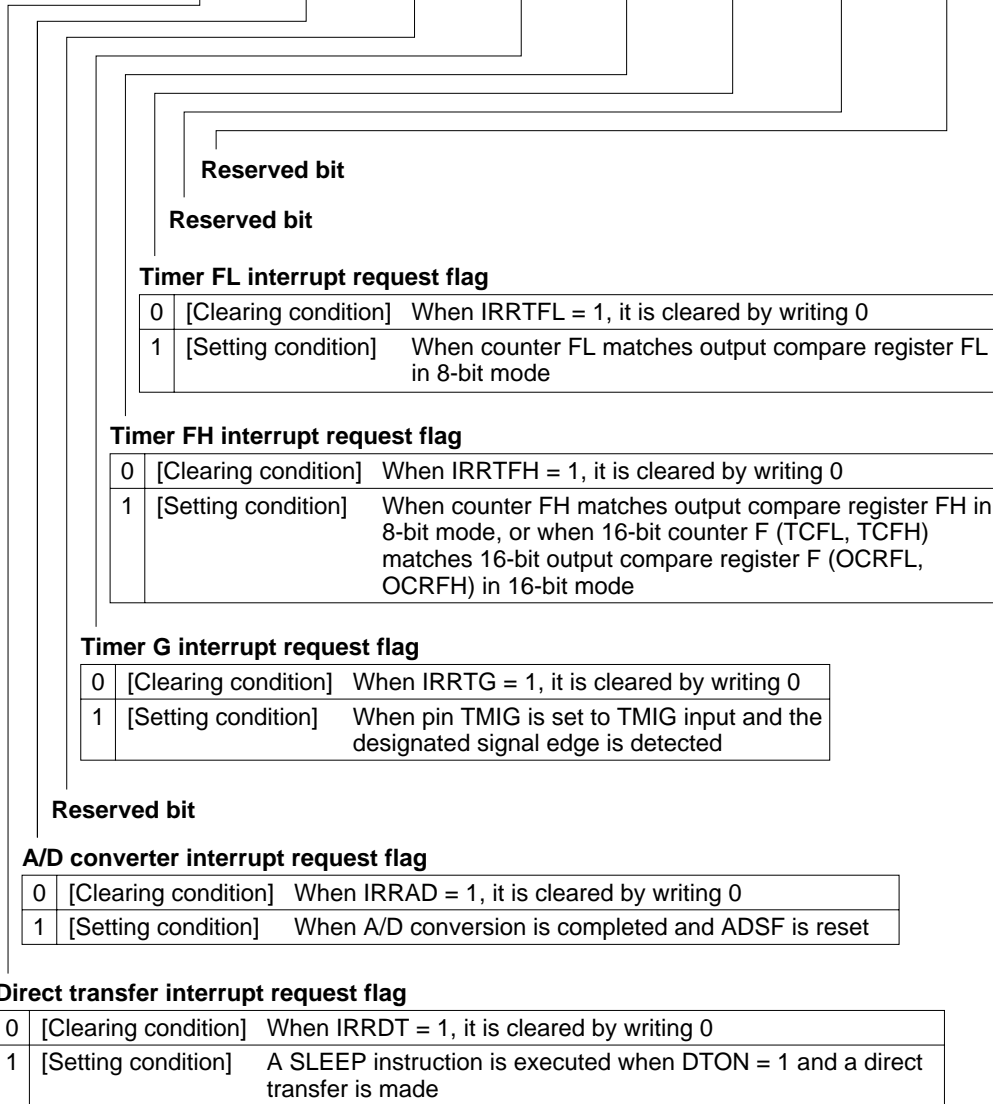 Reserved bit
Reserved bit
Timer FL interrupt request flag
0 [Clearing condition] When IRRTFL = 1, it is cleared by writing 0
1 [Setting condition] When counter FL matches output compare register FL
in 8-bit mode
Timer FH interrupt request flag
0 [Clearing condition] When IRRTFH = 1, it is cleared by writing 0
1 [Setting condition] When counter FH matches output compare register FH in
8-bit mode, or when 16-bit counter F (TCFL, TCFH)
matches 16-bit output compare register F (OCRFL,
OCRFH) in 16-bit mode
Timer G interrupt request flag
0 [Clearing condition] When IRRTG = 1, it is cleared by writing 0
1 [Setting condition] When pin TMIG is set to TMIG input and the
designated signal edge is detected
Reserved bit
A/D converter interrupt request flag
0 [Clearing condition] When IRRAD = 1, it is cleared by writing 0
1 [Setting condition] When A/D conversion is completed and ADSF is reset
Direct transfer interrupt request flag
0 [Clearing condition] When IRRDT = 1, it is cleared by writing 0
1 [Setting condition] A SLEEP instruction is executed when DTON = 1 and a direct
transfer is made